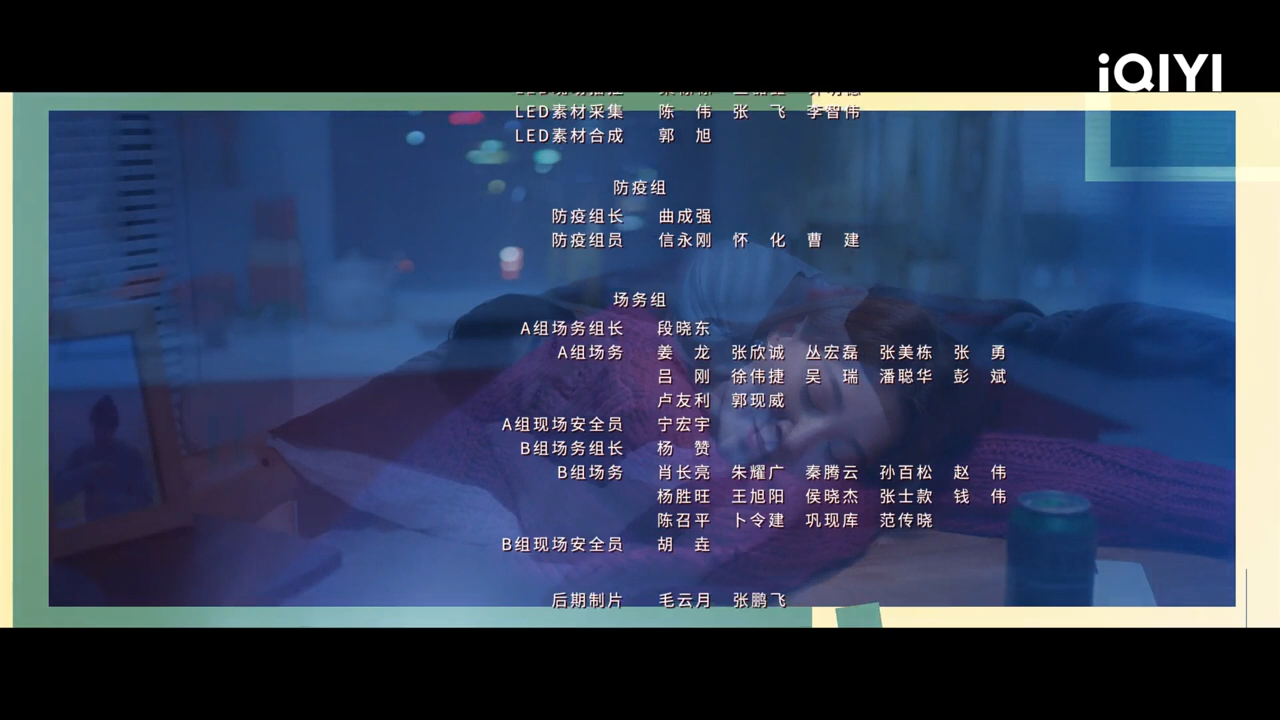 iQIYI
LED素材采集 陈 伟 张 飞 李智伟
LED素材合成 郭 旭
防疫组
防疫组长 曲成强
防疫组员 信永刚 怀 化 曹 建
场务组
A组场务组长 段晓东
A组场务 姜 龙 张欣诚 丛宏磊 张美栋 张 勇
吕 刚 徐伟捷 吴 瑞 潘聪华 彭 斌
卢友利 郭现威
A组现场安全员 宁宏宇
B组场务组长 杨 赞
B组场务 肖长亮 朱耀广 秦腾云 孙百松 赵 伟
杨胜旺 王旭阳 侯晓杰 张士款 钱 伟
陈召平 卜令建 巩现库 范传晓
B组现场安全员 胡 垚
后期制片 毛云月 张鹏飞